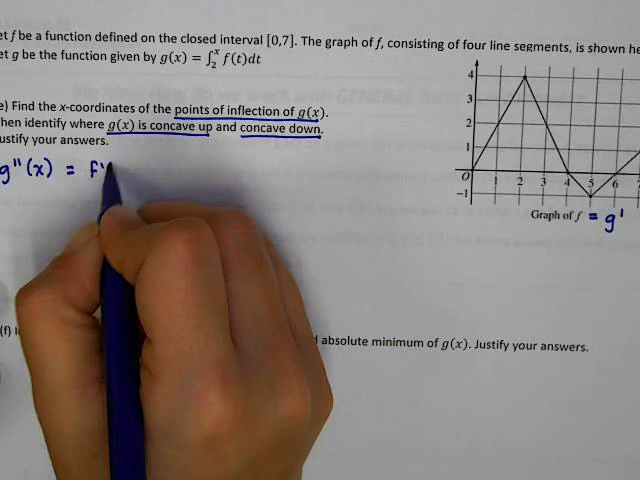 et f be a function defined on the closed interval [0,7]. The graph of f, consisting of four line segments, is shown he
et g be the function given by g(x) = ∫₂ˣ f(t)dt
e) Find the x-coordinates of the points of inflection of g(x).
hen identify where g(x) is concave up and concave down.
ustify your answers.
g"(x) = f'
4
3
2
1
O
-1
1 2 3 4 5 6 7
Graph of f = g'
(f) I
d absolute minimum of g(x). Justify your answers.